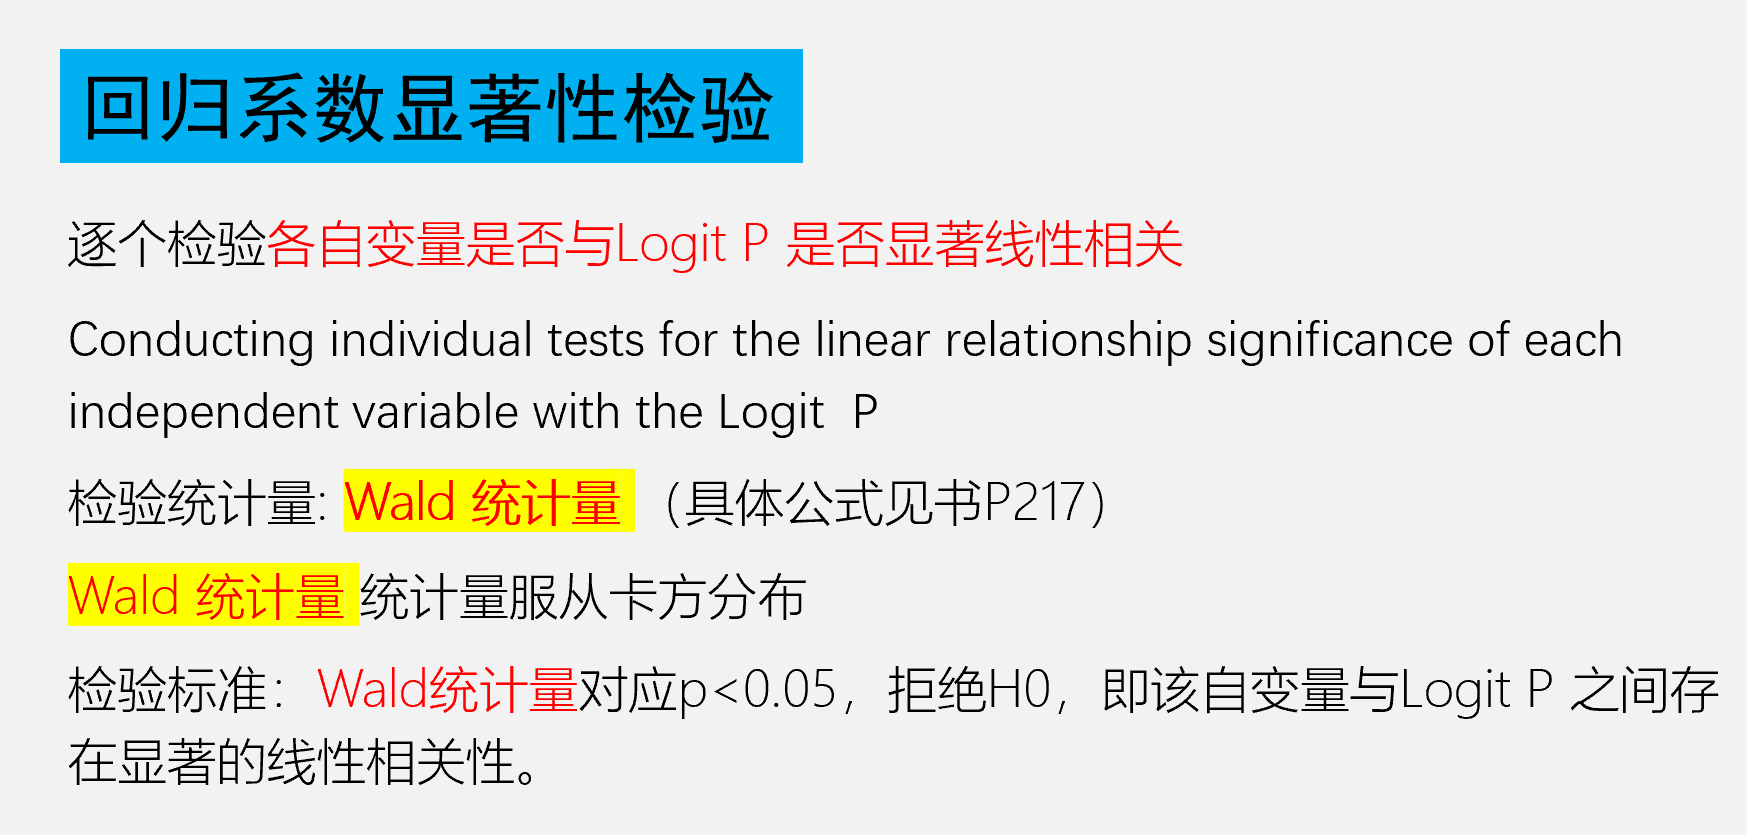 回归系数显著性检验
逐个检验各自变量是否与Logit P 是否显著线性相关
Conducting individual tests for the linear relationship significance of each
independent variable with the Logit P
检验统计量: Wald 统计量 （具体公式见书P217）
Wald 统计量 统计量服从卡方分布
检验标准：Wald统计量对应p<0.05，拒绝H0，即该自变量与Logit P 之间存
在显著的线性相关性。